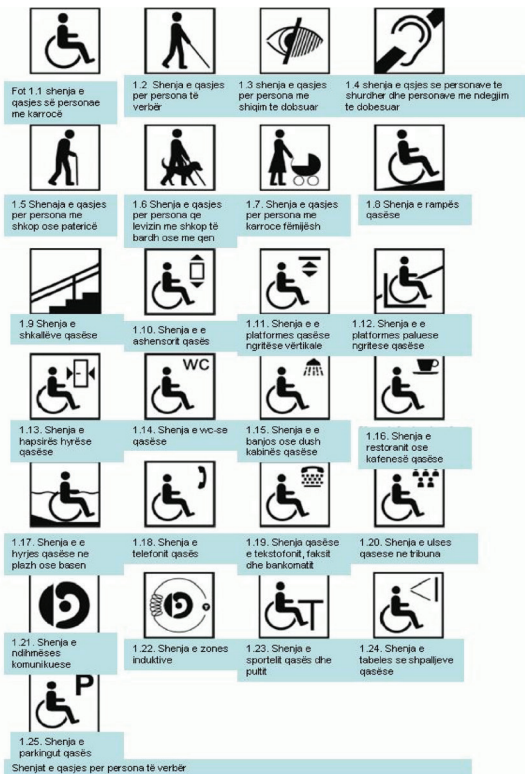 Fot 1.1 shenja e
qasjes së personae
me karrocë
1.2 Shenja e qasjes
per persona të
verbër
1.3 shenja e qasjes
per persona me
shiqim te dobsuar
1.4 shenja e qsjes se personave te
shurdher dhe personave me ndegjim
te dobesuar
1.5 Shenaja e qasjes
per persona me
shkop ose patericë
1.6 Shenja e qasjes
per persona qe
levizin me shkop të
bardh ose me qen
1.7. Shenja e qasjes
per persona me
karroce fëmijësh
1.8 Shenja e rampës
qasëse
1.9 Shenja e
shkallëve qasëse
1.10. Shenja e e
ashensorit qasës
1.11. Shenja e e
platformes qasëse
ngritëse vërtikale
1.12. Shenja e e
platformes paluese
ngritese qasëse
1.13. Shenja e
hapsirës hyrëse
qasëse
WC
1.14. Shenja e wc-se
qasëse
1.15. Shenja e e
banjos ose dush
kabinës qasëse
1.16. Shenja e
restoranit ose
kafenesë qasëse
1.17. Shenja e e
hyrjes qasëse ne
plazh ose basen
1.18. Shenja e
telefonit qasës
1.19. Shenja qasëse
e tekstofonit, faksit
dhe bankomatit
1.20. Shenja e ulses
qasese ne tribuna
1.21. Shenja e
ndihmëses
komunikuese
T
1.22. Shenja e zones
induktive
1.23. Shenja e
sportelit qasës dhe
pultit
1.24. Shenja e
tabeles se shpalljeve
qasëse
P
1.25. Shenja e
parkingut qasës
Shenjat e qasjes per persona të verbër